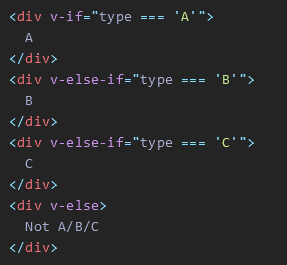 <div v-if="type === 'A'">
  A
</div>
<div v-else-if="type === 'B'">
  B
</div>
<div v-else-if="type === 'C'">
  C
</div>
<div v-else>
  Not A/B/C
</div>